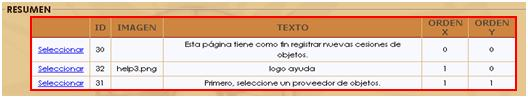 RESUMEN
ID IMAGEN TEXTO ORDEN X ORDEN Y
Seleccionar 30 Esta página tiene como fin registrar nuevas cesiones de objetos. 0 0
Seleccionar 32 help3.png logo ayuda 1 0
Seleccionar 31 Primero, seleccione un proveedor de objetos. 1 1